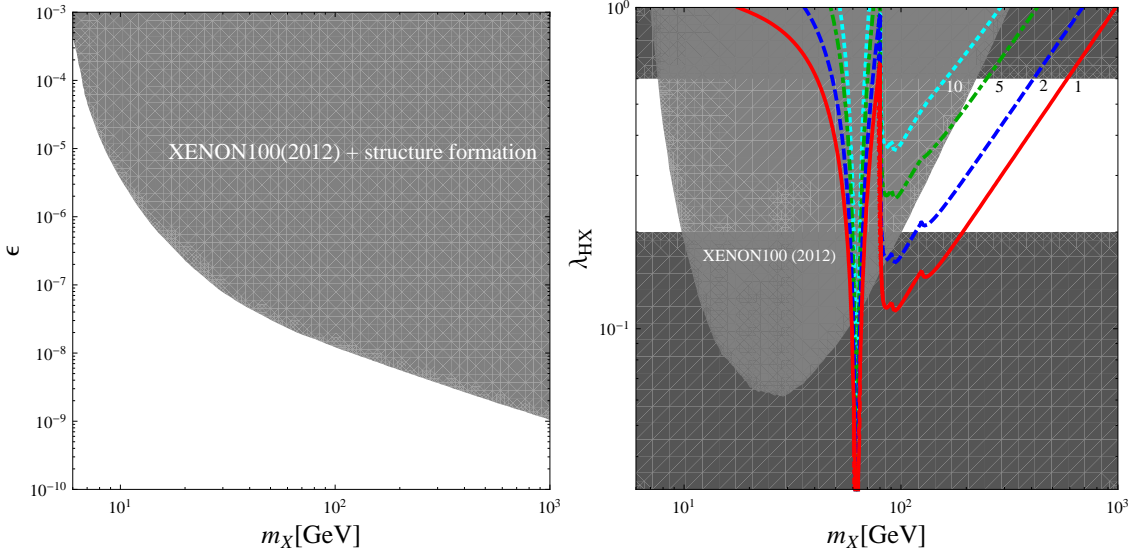 10⁻³
10⁻⁴
10⁻⁵
10⁻⁶
10⁻⁷
10⁻⁸
10⁻⁹
10⁻¹⁰
ϵ
XENON100(2012) + structure formation
10¹ 10² 10³
m_X[GeV]
10⁰
10⁻¹
λ_HX
10 5 2 1
XENON100 (2012)
10¹ 10² 10³
m_X[GeV]